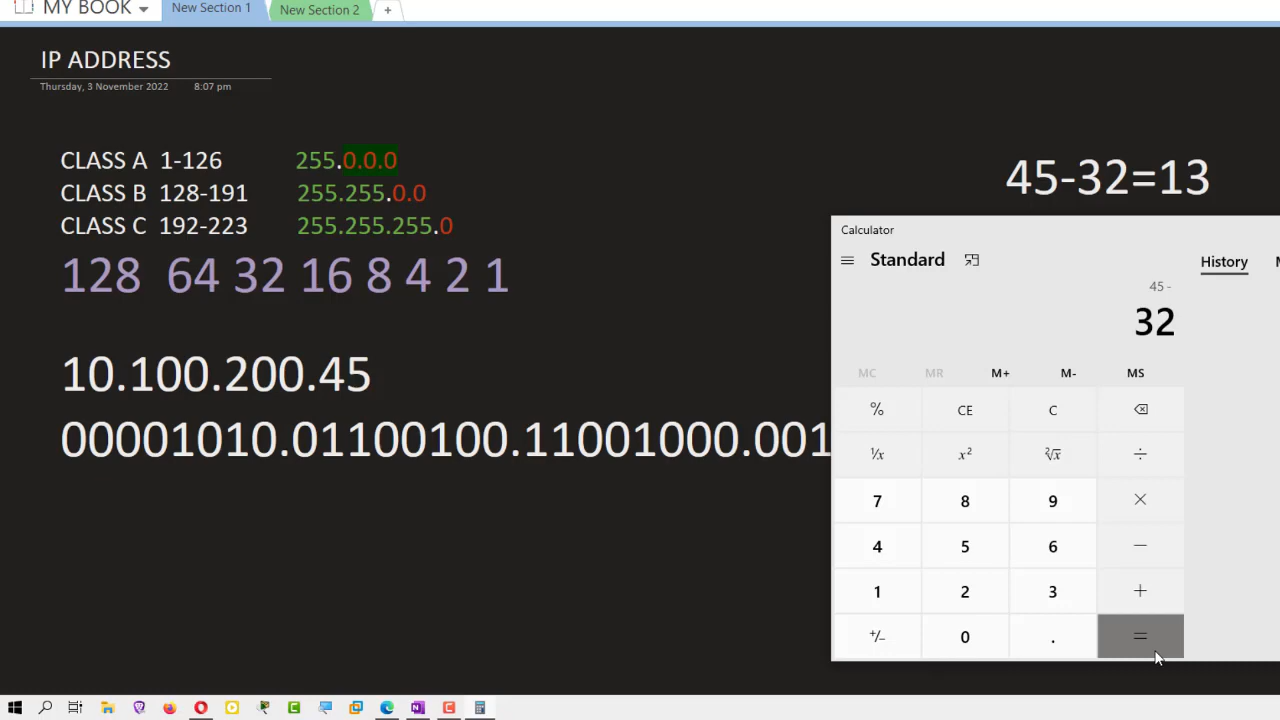 MY BOOK New Section 1 New Section 2 +
IP ADDRESS
Thursday, 3 November 2022 8:07 pm
CLASS A 1-126 255.0.0.0
CLASS B 128-191 255.255.0.0
CLASS C 192-223 255.255.255.0
128 64 32 16 8 4 2 1
10.100.200.45
00001010.01100100.11001000.001
45-32=13
Calculator
Standard History
45 -
32
MC MR M+ M- MS
% CE C
¹/x x² ²√x ÷
7 8 9 ×
4 5 6 −
1 2 3 +
+/− 0 . =